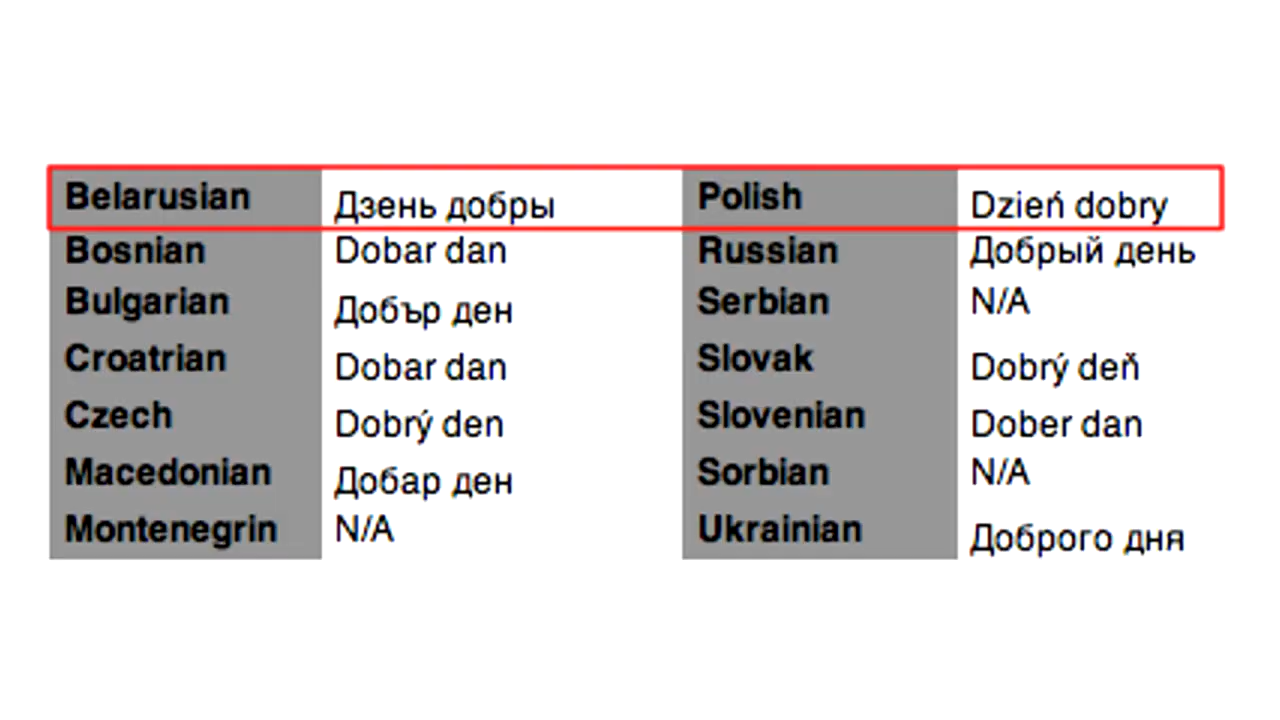 Belarusian Дзень добры Polish Dzień dobry
Bosnian Dobar dan Russian Добрый день
Bulgarian Добър ден Serbian N/A
Croatrian Dobar dan Slovak Dobrý deň
Czech Dobrý den Slovenian Dober dan
Macedonian Добар ден Sorbian N/A
Montenegrin N/A Ukrainian Доброго дня